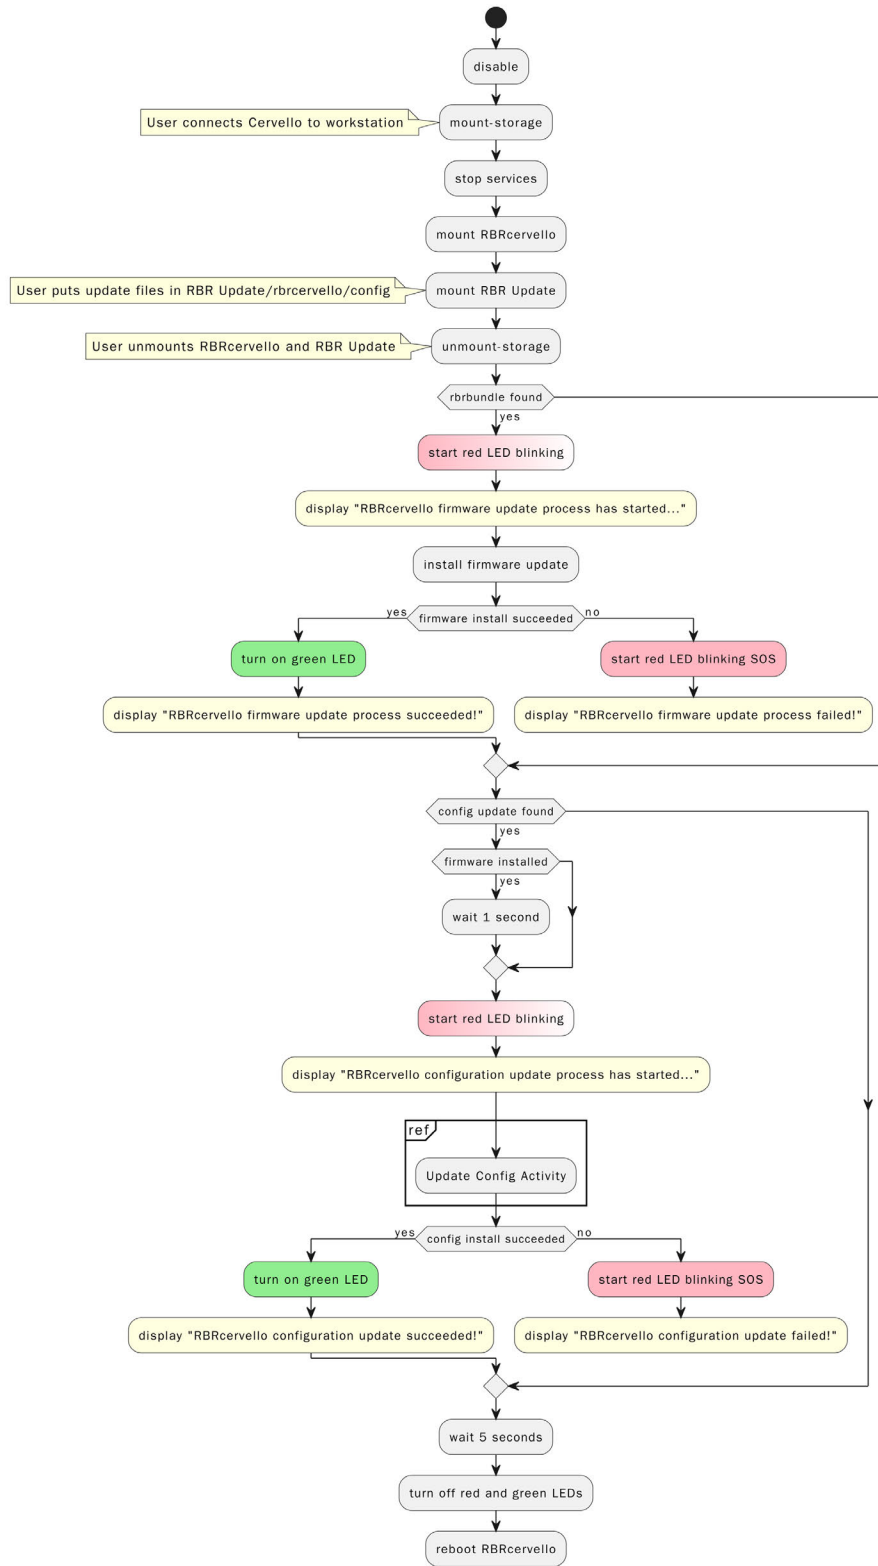 disable
User connects Cervello to workstation
mount-storage
stop services
mount RBRcervello
User puts update files in RBR Update/rbrcervello/config
mount RBR Update
User unmounts RBRcervello and RBR Update
unmount-storage
rbrbundle found
yes
start red LED blinking
display "RBRcervello firmware update process has started..."
install firmware update
yes
firmware install succeeded
no
turn on green LED
start red LED blinking SOS
display "RBRcervello firmware update process succeeded!"
display "RBRcervello firmware update process failed!"
config update found
yes
firmware installed
yes
wait 1 second
start red LED blinking
display "RBRcervello configuration update process has started..."
ref
Update Config Activity
yes
config install succeeded
no
turn on green LED
start red LED blinking SOS
display "RBRcervello configuration update succeeded!"
display "RBRcervello configuration update failed!"
wait 5 seconds
turn off red and green LEDs
reboot RBRcervello